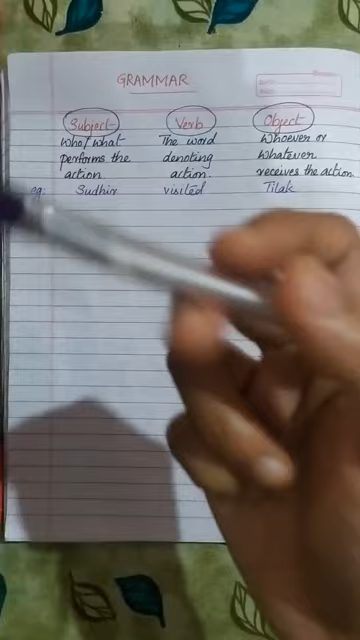 GRAMMAR
Subject Verb Object
Who/what The word Whoever or
performs the denoting whatever
action action. receives the action.
eg: Sudhir visited Tilak